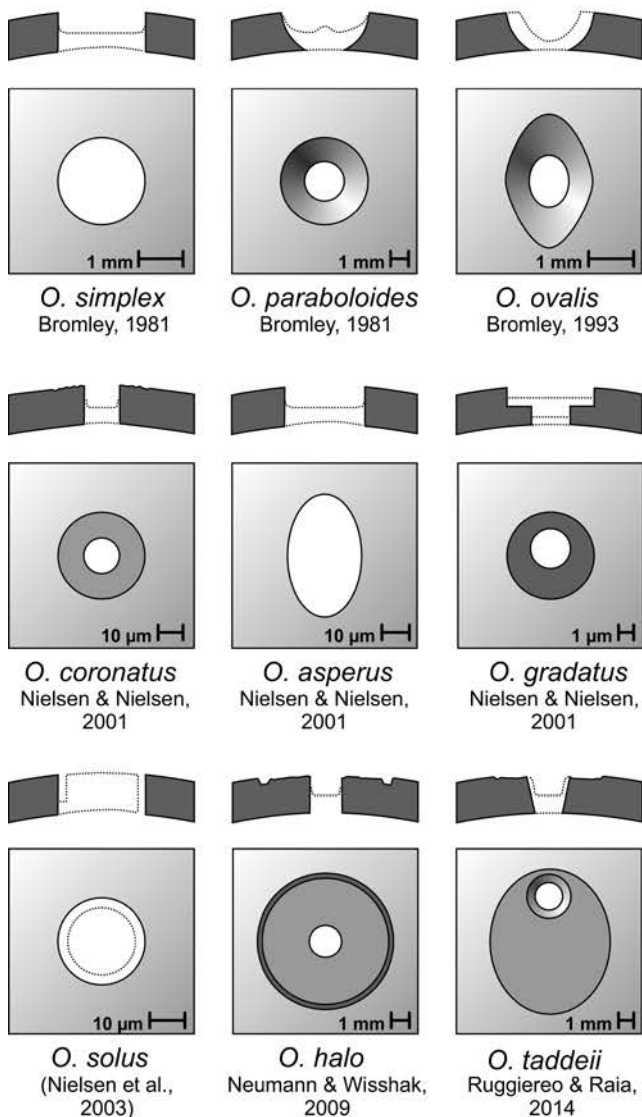 1 mm
1 mm
1 mm
O. simplex
Bromley, 1981
O. paraboloides
Bromley, 1981
O. ovalis
Bromley, 1993
10 µm
10 µm
1 µm
O. coronatus
Nielsen & Nielsen,
2001
O. asperus
Nielsen & Nielsen,
2001
O. gradatus
Nielsen & Nielsen,
2001
10 µm
1 mm
1 mm
O. solus
(Nielsen et al.,
2003)
O. halo
Neumann & Wisshak,
2009
O. taddeii
Ruggiereo & Raia,
2014